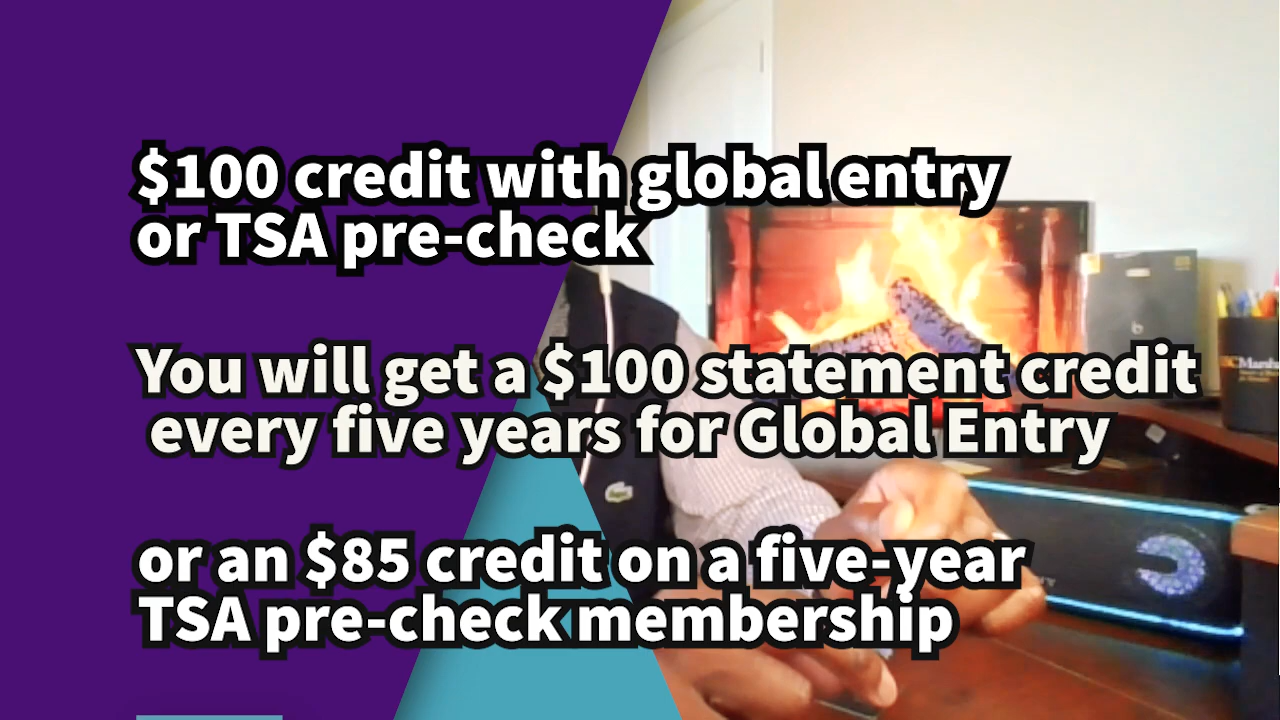 $100 credit with global entry
or TSA pre-check
You will get a $100 statement credit
every five years for Global Entry
or an $85 credit on a five-year
TSA pre-check membership